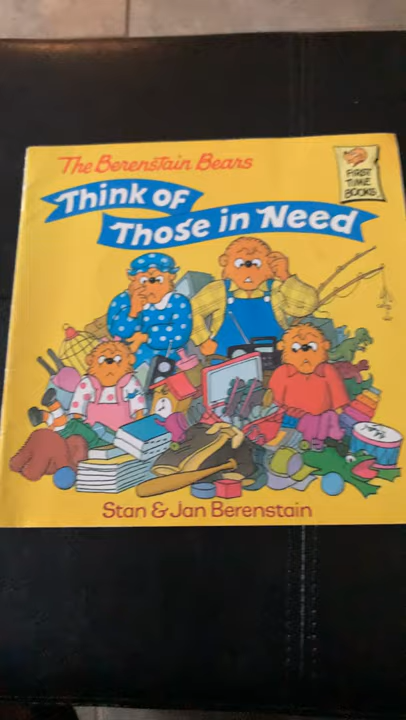 The Berenstain Bears
FIRST
TIME
BOOKS
Think of
Those in Need
Stan & Jan Berenstain